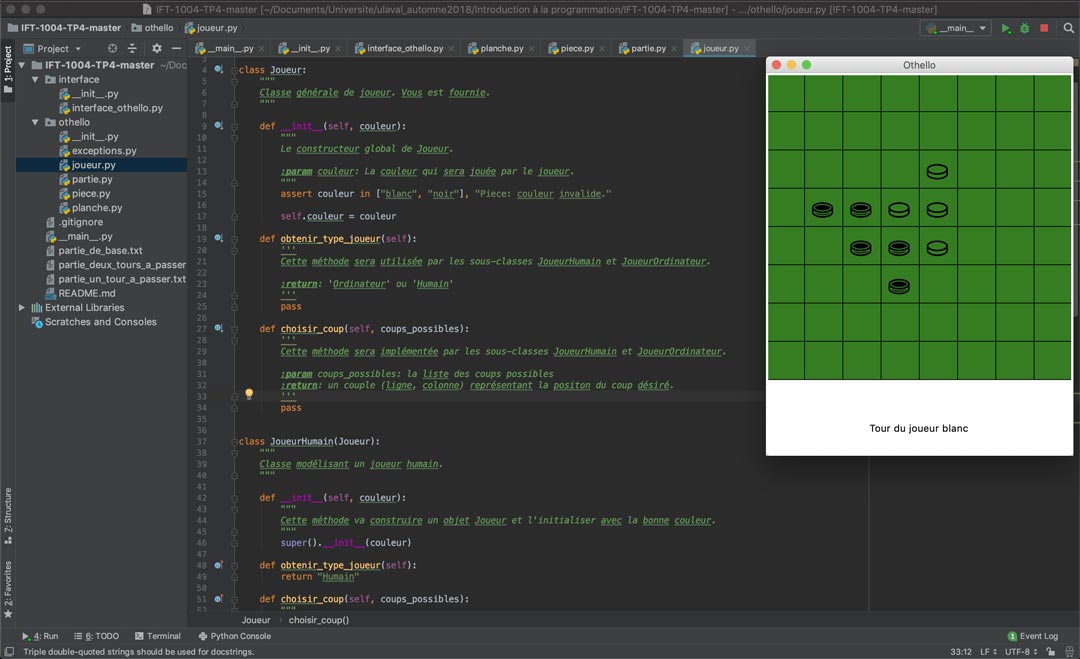 IFT-1004-TP4-master [~/Documents/Universite/ulaval_automne2018/Introduction à la programmation/IFT-1004-TP4-master] - .../othello/joueur.py [IFT-1004-TP4-master]
IFT-1004-TP4-master othello joueur.py
__main__
Project
__main__.py
__init__.py
interface_othello.py
planche.py
piece.py
partie.py
joueur.py
1: Project
IFT-1004-TP4-master ~/Doc
interface
__init__.py
interface_othello.py
othello
__init__.py
exceptions.py
joueur.py
partie.py
piece.py
planche.py
.gitignore
__main__.py
partie_de_base.txt
partie_deux_tours_a_passer
partie_un_tour_a_passer.txt
README.md
External Libraries
Scratches and Consoles
7: Structure
2: Favorites
3
4 class Joueur:
5 """
6 Classe générale de joueur. Vous est fournie.
7 """
8
9 def __init__(self, couleur):
10 """
11 Le constructeur global de Joueur.
12
13 :param couleur: La couleur qui sera jouée par le joueur.
14 """
15 assert couleur in ["blanc", "noir"], "Piece: couleur invalide."
16
17 self.couleur = couleur
18
19 def obtenir_type_joueur(self):
20 '''
21 Cette méthode sera utilisée par les sous-classes JoueurHumain et JoueurOrdinateur.
22
23 :return: 'Ordinateur' ou 'Humain'
24 '''
25 pass
26
27 def choisir_coup(self, coups_possibles):
28 '''
29 Cette méthode sera implémentée par les sous-classes JoueurHumain et JoueurOrdinateur.
30
31 :param coups_possibles: la liste des coups possibles
32 :return: un couple (ligne, colonne) représentant la positon du coup désiré.
33 '''
34 pass
35
36
37 class JoueurHumain(Joueur):
38 """
39 Classe modélisant un joueur humain.
40 """
41
42 def __init__(self, couleur):
43 """
44 Cette méthode va construire un objet Joueur et l'initialiser avec la bonne couleur.
45 """
46 super().__init__(couleur)
47
48 def obtenir_type_joueur(self):
49 return "Humain"
50
51 def choisir_coup(self, coups_possibles):
52 """
Othello
Tour du joueur blanc
Joueur › choisir_coup()
4: Run 6: TODO Terminal Python Console
1 Event Log
Triple double-quoted strings should be used for docstrings.
33:12 LF UTF-8